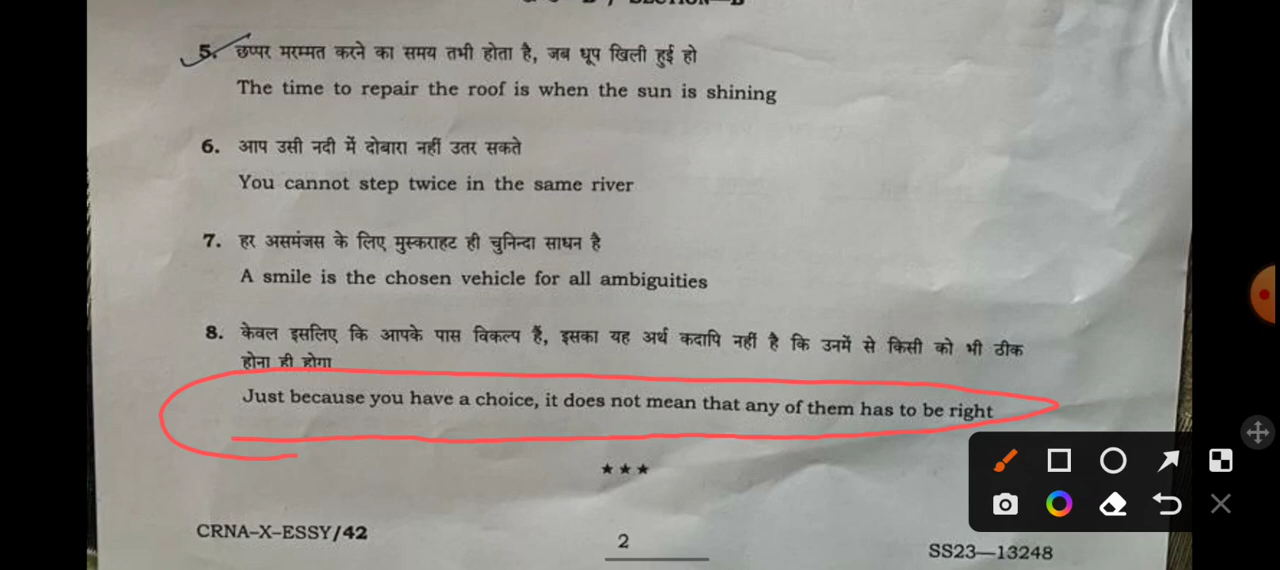 5. छप्पर मरम्मत करने का समय तभी होता है, जब धूप खिली हुई हो
The time to repair the roof is when the sun is shining
6. आप उसी नदी में दोबारा नहीं उतर सकते
You cannot step twice in the same river
7. हर असमंजस के लिए मुस्कराहट ही चुनिन्दा साधन है
A smile is the chosen vehicle for all ambiguities
8. केवल इसलिए कि आपके पास विकल्प हैं, इसका यह अर्थ कदापि नहीं है कि उनमें से किसी को भी ठीक
होना ही होगा
Just because you have a choice, it does not mean that any of them has to be right
★★★
CRNA–X–ESSY/42
2
SS23—13248